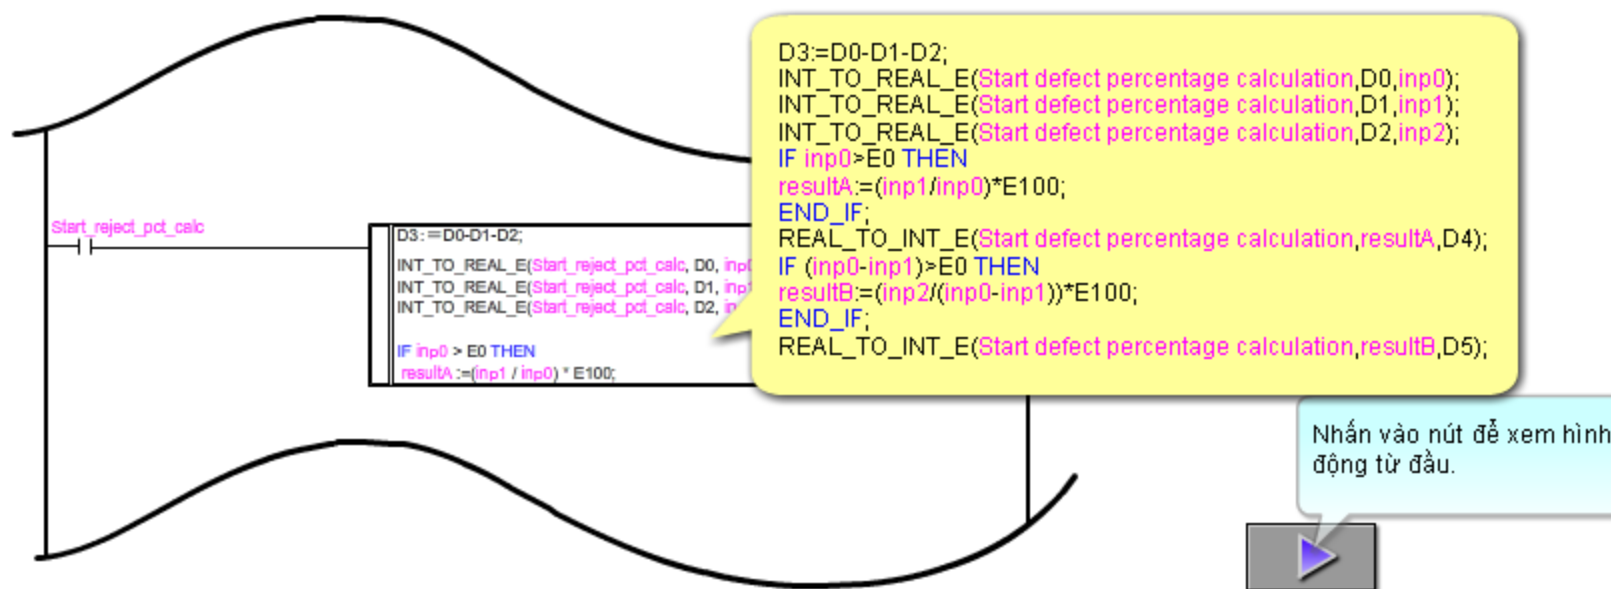 Start_reject_pct_calc
D3:=D0-D1-D2;
INT_TO_REAL_E(Start_reject_pct_calc, D0, inp0
INT_TO_REAL_E(Start_reject_pct_calc, D1, inp1
INT_TO_REAL_E(Start_reject_pct_calc, D2, in
IF inp0 > E0 THEN
resultA :=(inp1 / inp0) * E100;
D3:=D0-D1-D2;
INT_TO_REAL_E(Start defect percentage calculation,D0,inp0);
INT_TO_REAL_E(Start defect percentage calculation,D1,inp1);
INT_TO_REAL_E(Start defect percentage calculation,D2,inp2);
IF inp0>E0 THEN
resultA:=(inp1/inp0)*E100;
END_IF;
REAL_TO_INT_E(Start defect percentage calculation,resultA,D4);
IF (inp0-inp1)>E0 THEN
resultB:=(inp2/(inp0-inp1))*E100;
END_IF;
REAL_TO_INT_E(Start defect percentage calculation,resultB,D5);
Nhấn vào nút để xem hình
động từ đầu.